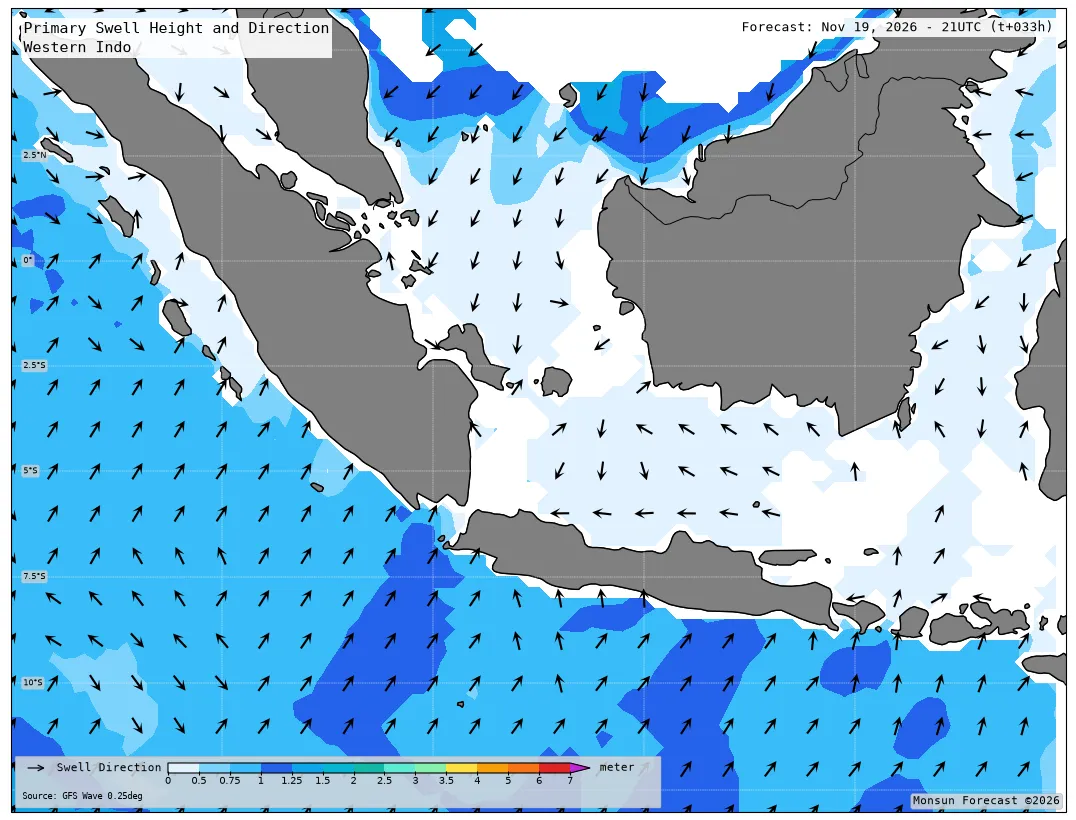 Primary Swell Height and Direction
Western Indo
Forecast: Nov 19, 2026 - 21UTC (t+033h)
2.5°N
0°
2.5°S
5°S
7.5°S
10°S
Swell Direction
0 0.5 0.75 1 1.25 1.5 2 2.5 3 3.5 4 5 6 7
meter
Source: GFS Wave 0.25deg
Monsun Forecast ©2026